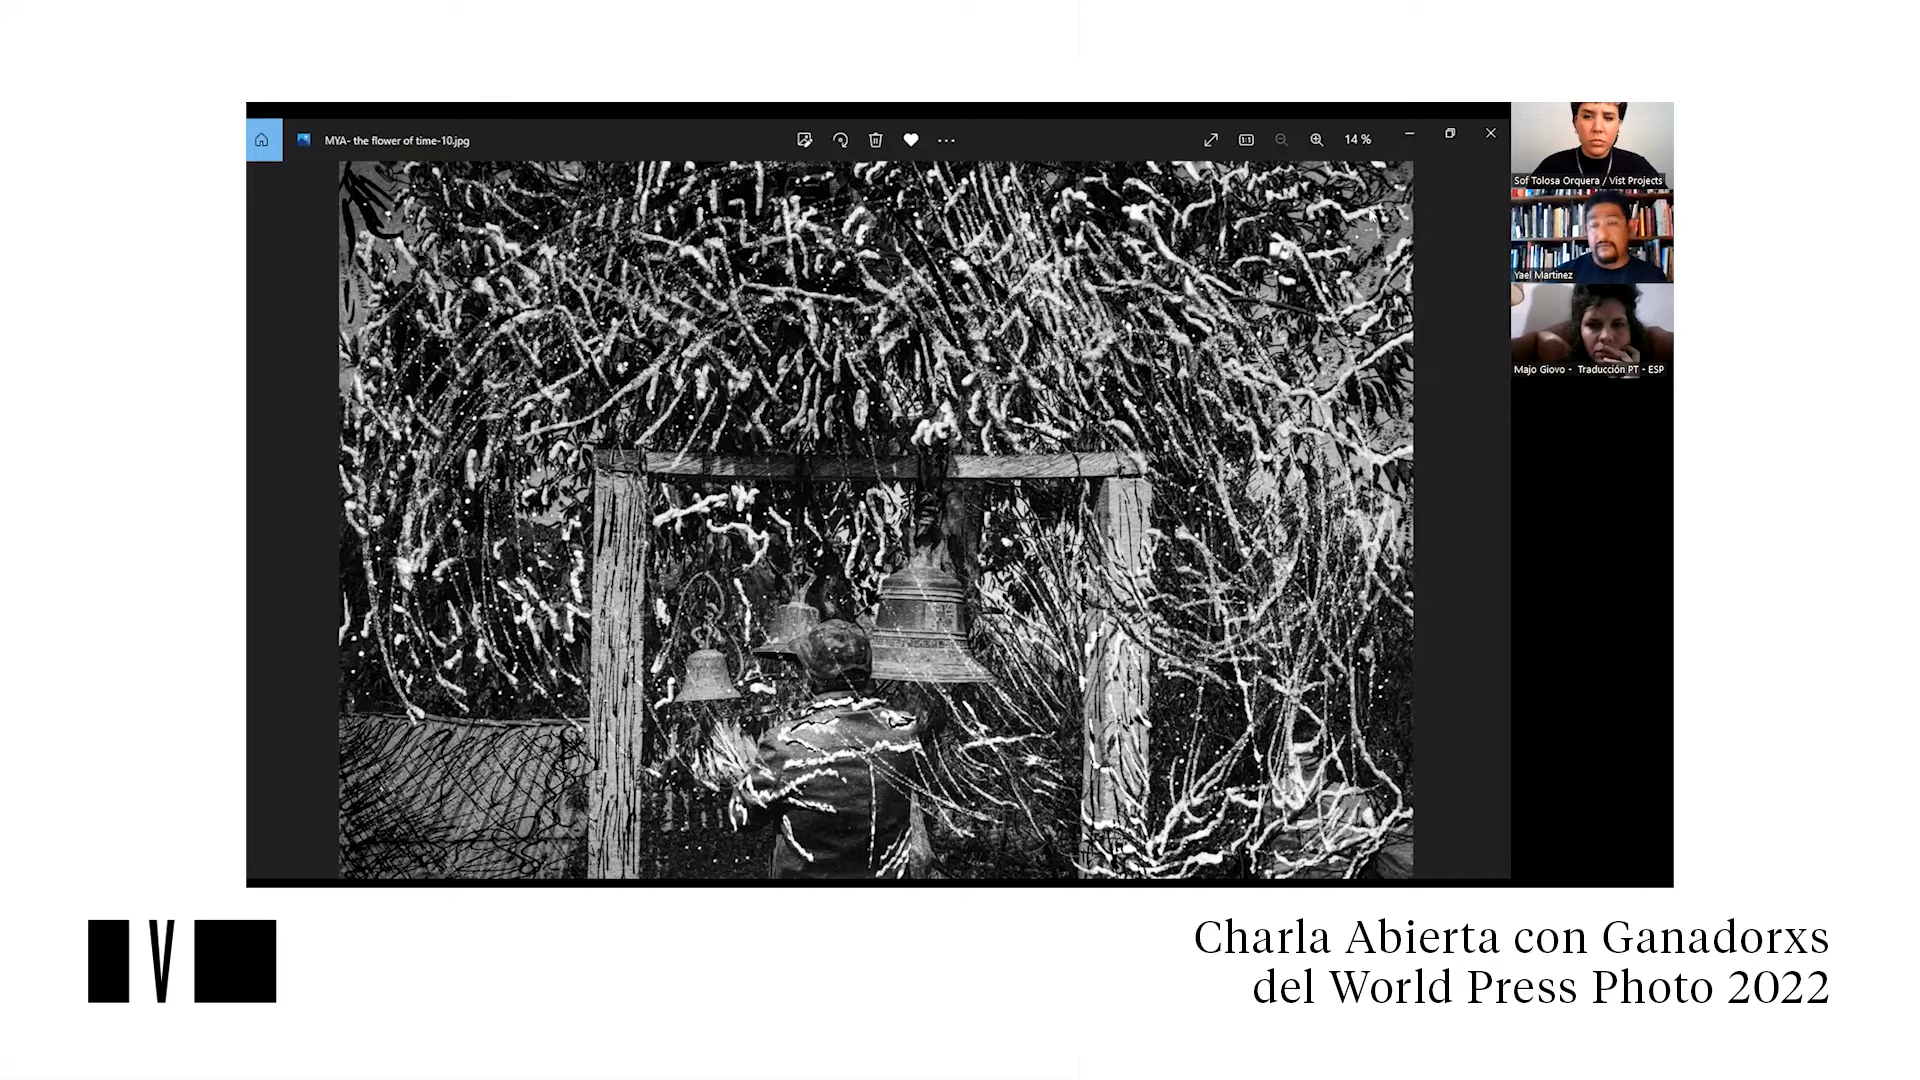 MYA- the flower of time-10.jpg
14 %
Sof Tolosa Orquera / Vist Projects
Yael Martinez
Majo Giovo - Traducción PT - ESP
V
Charla Abierta con Ganadorxs
del World Press Photo 2022